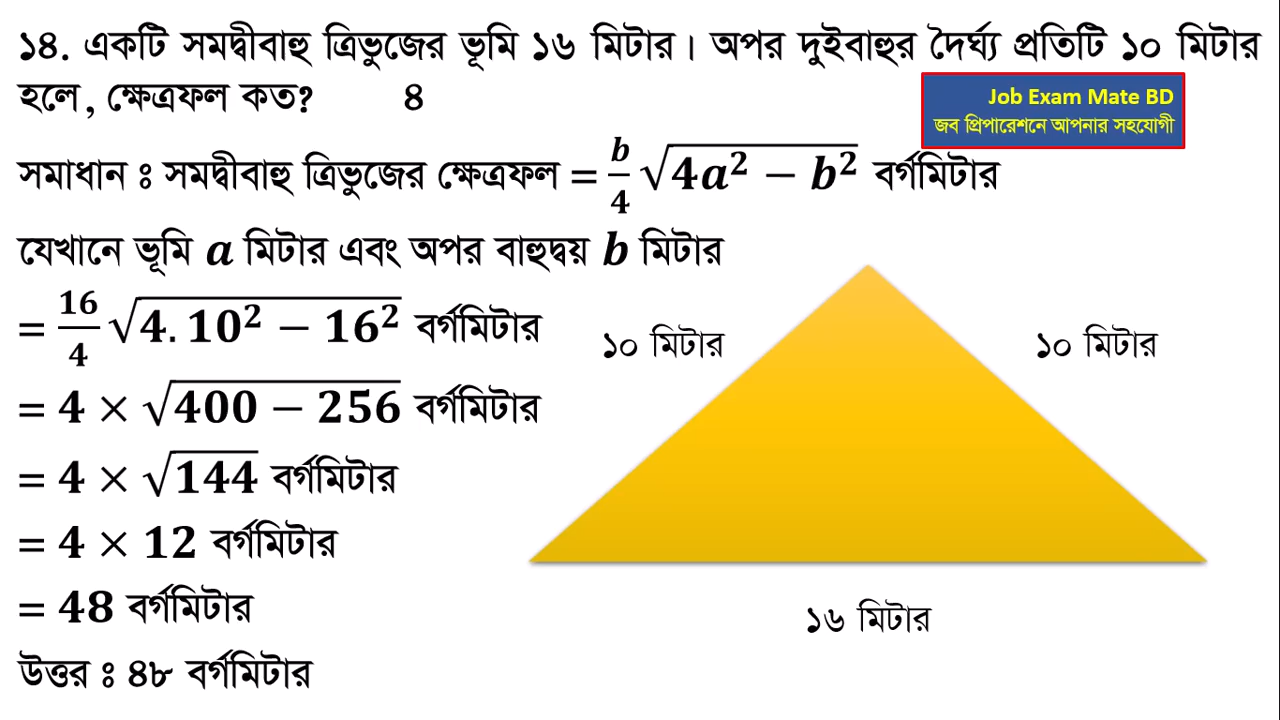 ১৪. একটি সমদ্বীবাহু ত্রিভুজের ভূমি ১৬ মিটার। অপর দুইবাহুর দৈর্ঘ্য প্রতিটি ১০ মিটার
হলে, ক্ষেত্রফল কত? ৪
Job Exam Mate BD
জব প্রিপারেশনে আপনার সহযোগী
সমাধান ঃ সমদ্বীবাহু ত্রিভুজের ক্ষেত্রফল = b/4 √(4a² − b²) বর্গমিটার
যেখানে ভূমি a মিটার এবং অপর বাহুদ্বয় b মিটার
= 16/4 √(4. 10² − 16²) বর্গমিটার
১০ মিটার
১০ মিটার
= 4 × √(400 − 256) বর্গমিটার
= 4 × √144 বর্গমিটার
= 4 × 12 বর্গমিটার
= 48 বর্গমিটার
১৬ মিটার
উত্তর ঃ ৪৮ বর্গমিটার